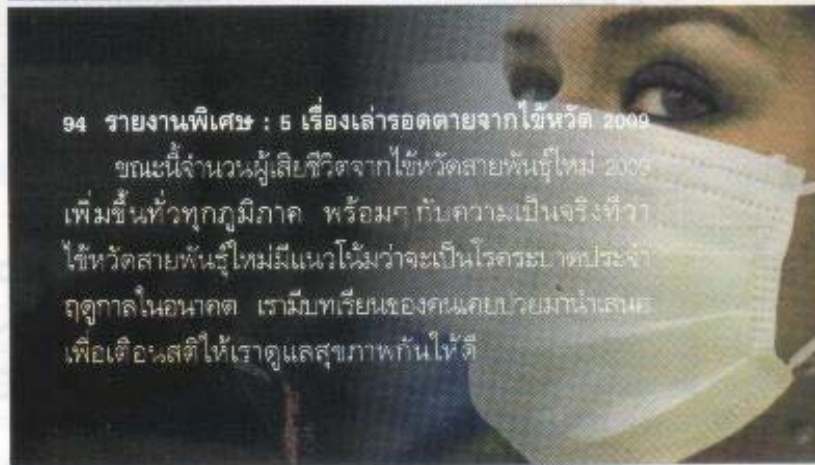 94 รายงานพิเศษ : 5 เรื่องเล่ารอดตายจากไข้หวัด 2009
ขณะนี้จำนวนผู้เสียชีวิตจากไข้หวัดสายพันธุ์ใหม่ 2009
เพิ่มขึ้นทั่วทุกภูมิภาค พร้อมๆ กับความเป็นจริงที่ว่า
ไข้หวัดสายพันธุ์ใหม่มีแนวโน้มว่าจะเป็นโรคระบาดประจำ
ฤดูกาลในอนาคต เรามีบทเรียนของคนเคยป่วยมานำเสนอ
เพื่อเตือนสติให้เราดูแลสุขภาพกันให้ดี